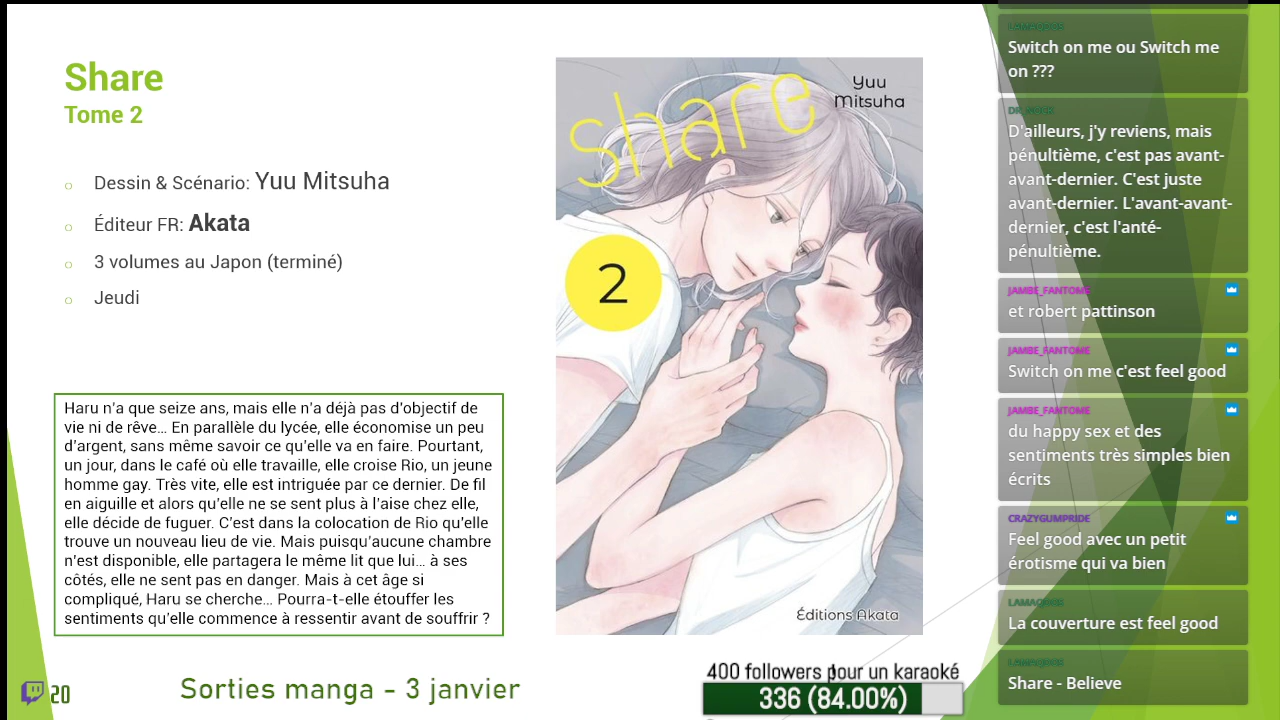 Share
Tome 2
Dessin & Scénario: Yuu Mitsuha
Éditeur FR: Akata
3 volumes au Japon (terminé)
Jeudi
Haru n'a que seize ans, mais elle n'a déjà pas d'objectif de
vie ni de rêve... En parallèle du lycée, elle économise un peu
d'argent, sans même savoir ce qu'elle va en faire. Pourtant,
un jour, dans le café où elle travaille, elle croise Rio, un jeune
homme gay. Très vite, elle est intriguée par ce dernier. De fil
en aiguille et alors qu'elle ne se sent plus à l'aise chez elle,
elle décide de fuguer. C'est dans la colocation de Rio qu'elle
trouve un nouveau lieu de vie. Mais puisqu'aucune chambre
n'est disponible, elle partagera le même lit que lui... à ses
côtés, elle ne sent pas en danger. Mais à cet âge si
compliqué, Haru se cherche... Pourra-t-elle étouffer les
sentiments qu'elle commence à ressentir avant de souffrir ?
share
Yuu
Mitsuha
2
Éditions Akata
20
Sorties manga - 3 janvier
400 followers pour un karaoké
336 (84.00%)
Switch on me ou Switch me
on ???
D'ailleurs, j'y reviens, mais
pénultième, c'est pas avant-
avant-dernier. C'est juste
avant-dernier. L'avant-avant-
dernier, c'est l'anté-
pénultième.
JAMBE_FANTOME
et robert pattinson
JAMBE_FANTOME
Switch on me c'est feel good
JAMBE_FANTOME
du happy sex et des
sentiments très simples bien
écrits
CRAZYGUMPRIDE
Feel good avec un petit
érotisme qui va bien
La couverture est feel good
Share - Believe